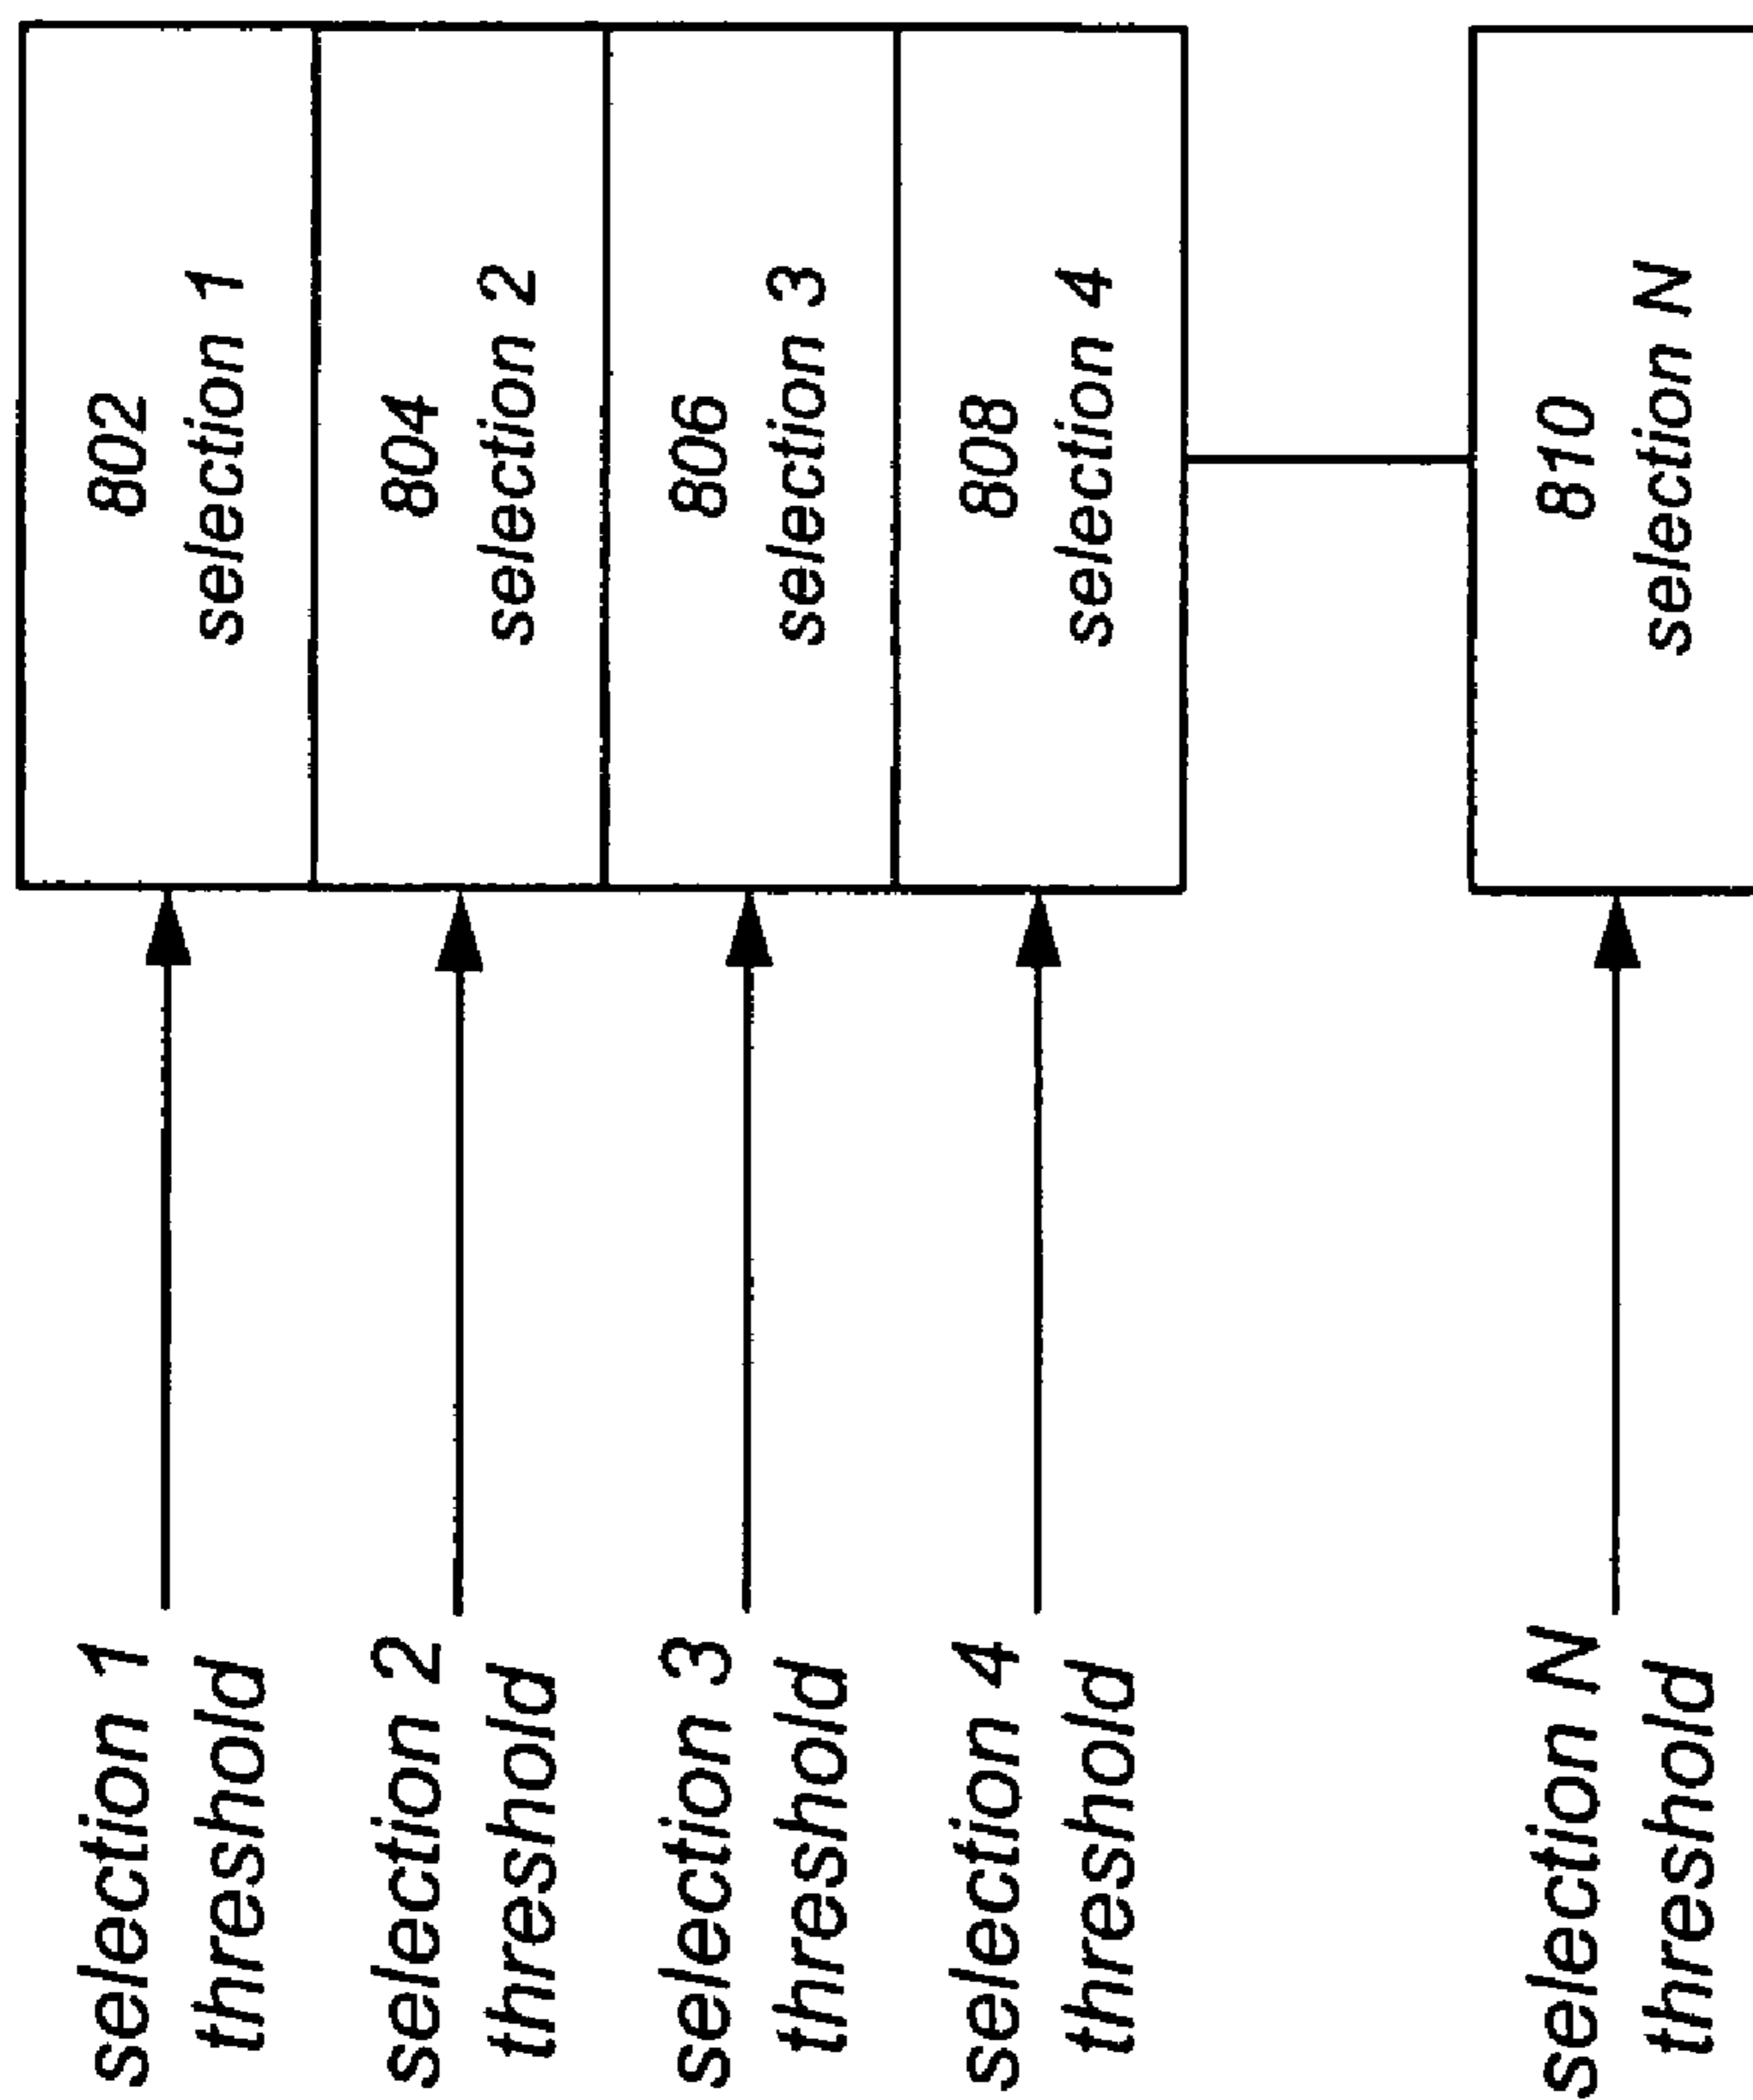 802
selection 1
804
selection 2
806
selection 3
808
selection 4
810
selection N
selection 1
threshold
selection 2
threshold
selection 3
threshold
selection 4
threshold
selection N
threshold